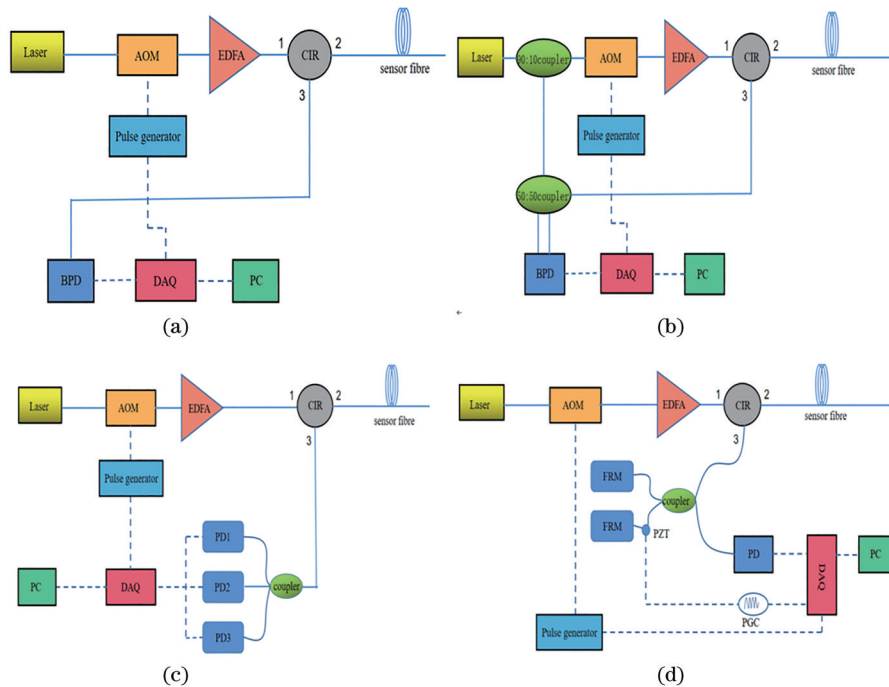 Laser
AOM
EDFA
1
CIR
2
3
sensor fibre
Pulse generator
BPD
DAQ
PC
(a)
Laser
90:10coupler
AOM
EDFA
1
CIR
2
3
sensor fibre
Pulse generator
50:50coupler
BPD
DAQ
PC
(b)
Laser
AOM
EDFA
1
CIR
2
3
sensor fibre
Pulse generator
PD1
PC
DAQ
PD2
coupler
PD3
(c)
Laser
AOM
EDFA
1
CIR
2
3
sensor fibre
FRM
coupler
FRM
PZT
PD
DAQ
PC
PGC
Pulse generator
(d)